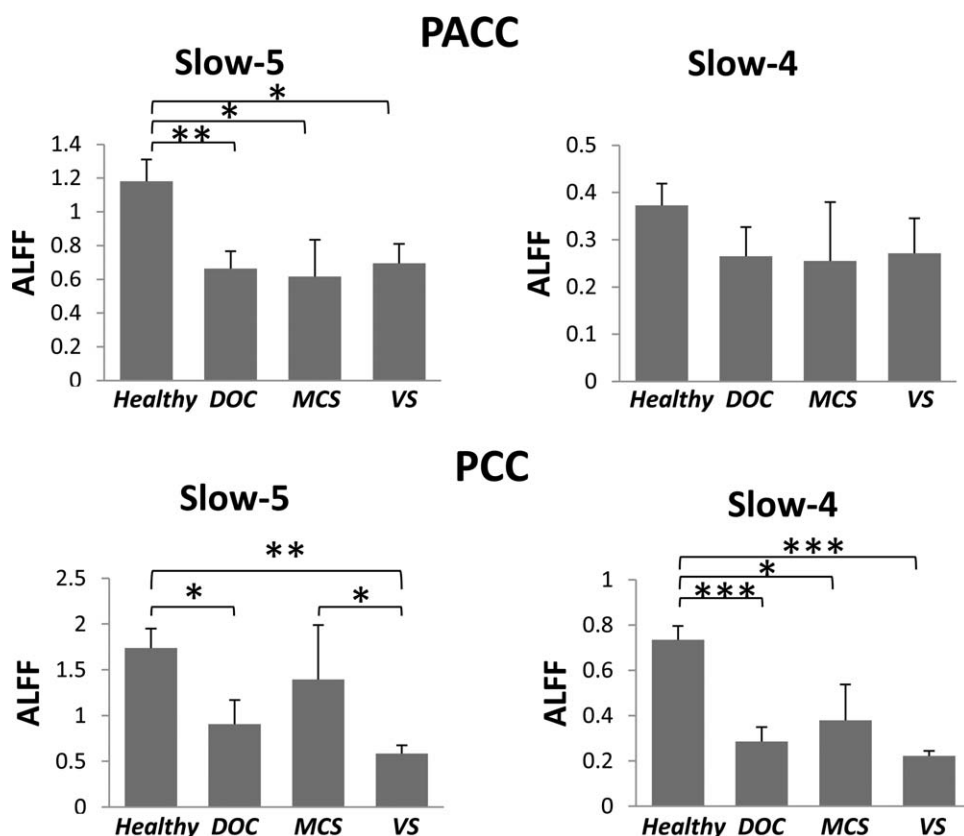 PACC
Slow-5
Slow-4
*
*
**
ALFF
1.4
1.2
1
0.8
0.6
0.4
0.2
0
Healthy DOC MCS VS
ALFF
0.5
0.4
0.3
0.2
0.1
0
Healthy DOC MCS VS
PCC
Slow-5
Slow-4
**
* *
ALFF
2.5
2
1.5
1
0.5
0
Healthy DOC MCS VS
***
*
***
ALFF
1
0.8
0.6
0.4
0.2
0
Healthy DOC MCS VS